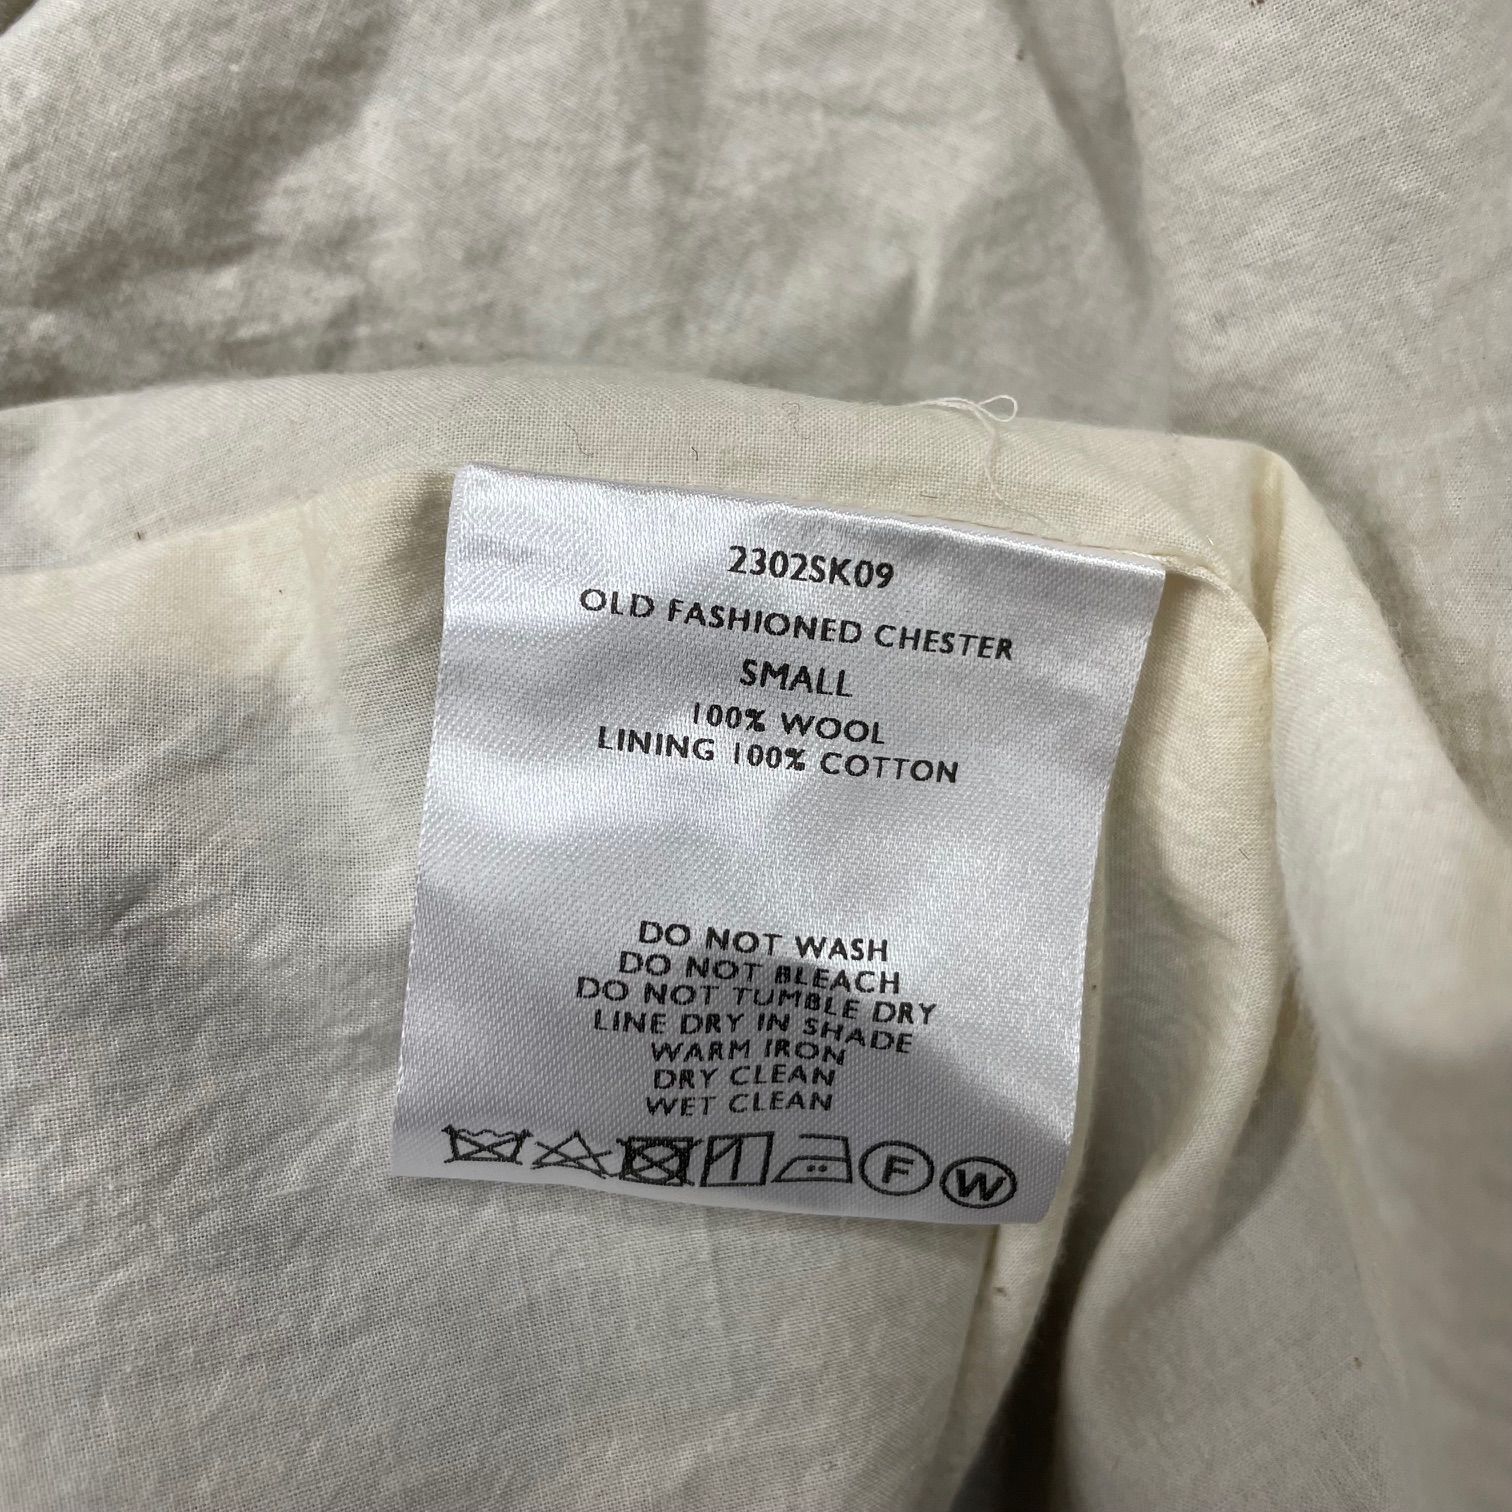 2302SK09
OLD FASHIONED CHESTER
SMALL
100% WOOL
LINING 100% COTTON
DO NOT WASH
DO NOT BLEACH
DO NOT TUMBLE DRY
LINE DRY IN SHADE
WARM IRON
DRY CLEAN
WET CLEAN
F W